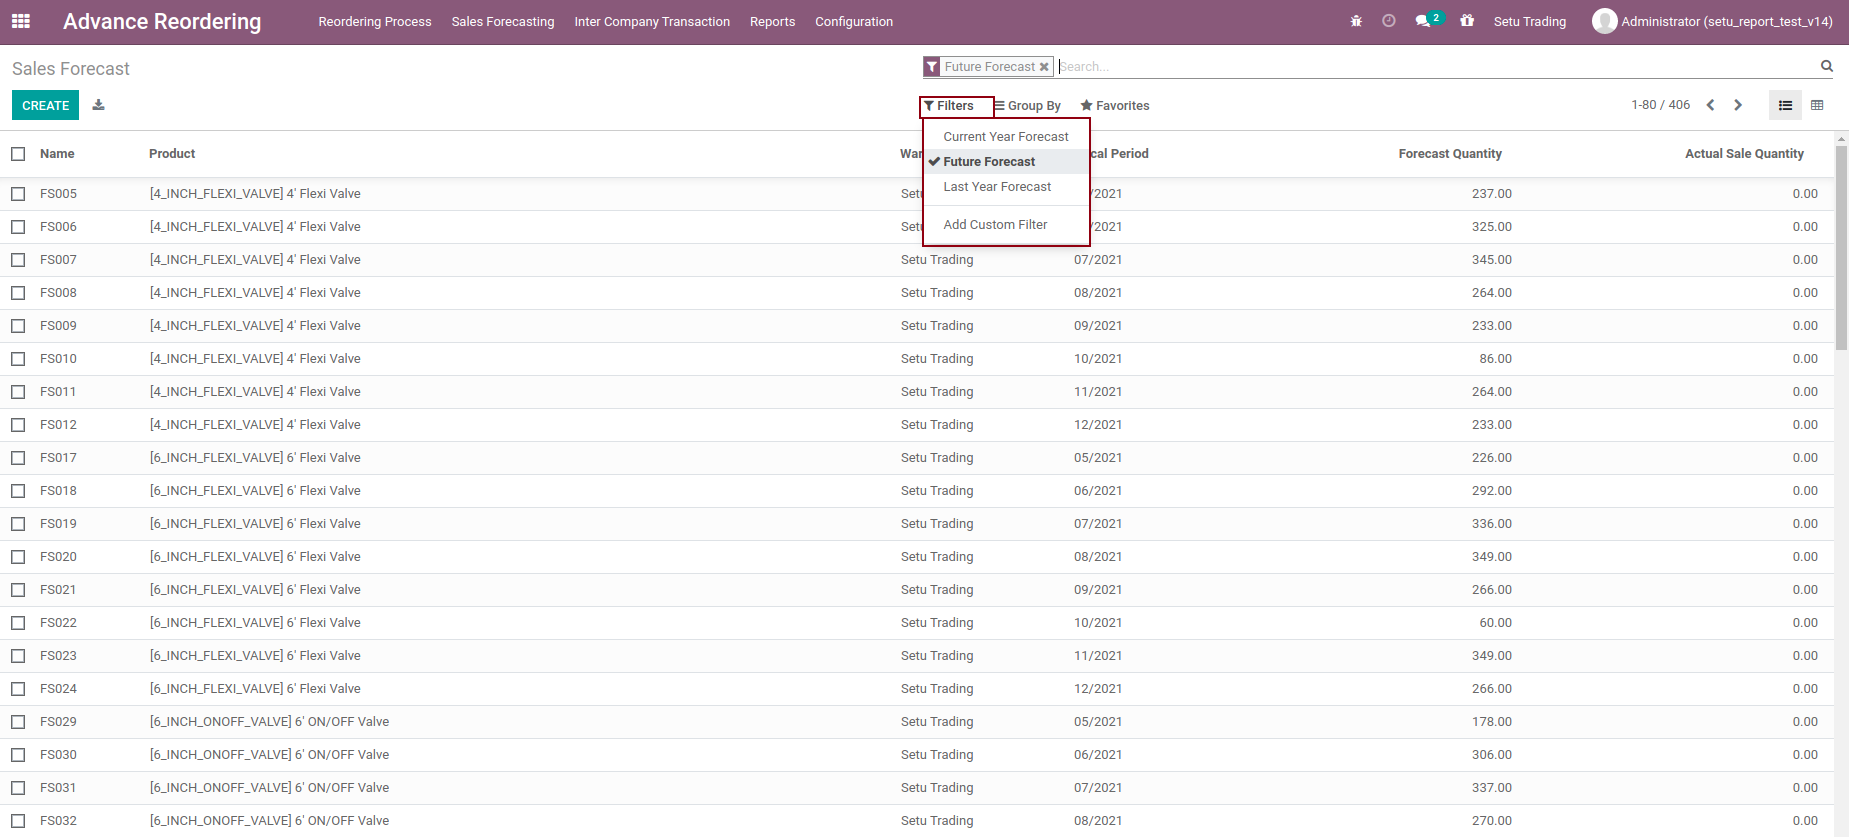 Advance Reordering Reordering Process Sales Forecasting Inter Company Transaction Reports Configuration 2 Setu Trading Administrator (setu_report_test_v14)
Sales Forecast Future Forecast Search...
CREATE Filters Group By Favorites 1-80 / 406
Current Year Forecast
Name Product War cal Period Forecast Quantity Actual Sale Quantity
Future Forecast
Last Year Forecast
FS005 [4_INCH_FLEXI_VALVE] 4' Flexi Valve Setu /2021 237.00 0.00
Add Custom Filter
FS006 [4_INCH_FLEXI_VALVE] 4' Flexi Valve Setu /2021 325.00 0.00
FS007 [4_INCH_FLEXI_VALVE] 4' Flexi Valve Setu Trading 07/2021 345.00 0.00
FS008 [4_INCH_FLEXI_VALVE] 4' Flexi Valve Setu Trading 08/2021 264.00 0.00
FS009 [4_INCH_FLEXI_VALVE] 4' Flexi Valve Setu Trading 09/2021 233.00 0.00
FS010 [4_INCH_FLEXI_VALVE] 4' Flexi Valve Setu Trading 10/2021 86.00 0.00
FS011 [4_INCH_FLEXI_VALVE] 4' Flexi Valve Setu Trading 11/2021 264.00 0.00
FS012 [4_INCH_FLEXI_VALVE] 4' Flexi Valve Setu Trading 12/2021 233.00 0.00
FS017 [6_INCH_FLEXI_VALVE] 6' Flexi Valve Setu Trading 05/2021 226.00 0.00
FS018 [6_INCH_FLEXI_VALVE] 6' Flexi Valve Setu Trading 06/2021 292.00 0.00
FS019 [6_INCH_FLEXI_VALVE] 6' Flexi Valve Setu Trading 07/2021 336.00 0.00
FS020 [6_INCH_FLEXI_VALVE] 6' Flexi Valve Setu Trading 08/2021 349.00 0.00
FS021 [6_INCH_FLEXI_VALVE] 6' Flexi Valve Setu Trading 09/2021 266.00 0.00
FS022 [6_INCH_FLEXI_VALVE] 6' Flexi Valve Setu Trading 10/2021 60.00 0.00
FS023 [6_INCH_FLEXI_VALVE] 6' Flexi Valve Setu Trading 11/2021 349.00 0.00
FS024 [6_INCH_FLEXI_VALVE] 6' Flexi Valve Setu Trading 12/2021 266.00 0.00
FS029 [6_INCH_ONOFF_VALVE] 6' ON/OFF Valve Setu Trading 05/2021 178.00 0.00
FS030 [6_INCH_ONOFF_VALVE] 6' ON/OFF Valve Setu Trading 06/2021 306.00 0.00
FS031 [6_INCH_ONOFF_VALVE] 6' ON/OFF Valve Setu Trading 07/2021 337.00 0.00
FS032 [6_INCH_ONOFF_VALVE] 6' ON/OFF Valve Setu Trading 08/2021 270.00 0.00